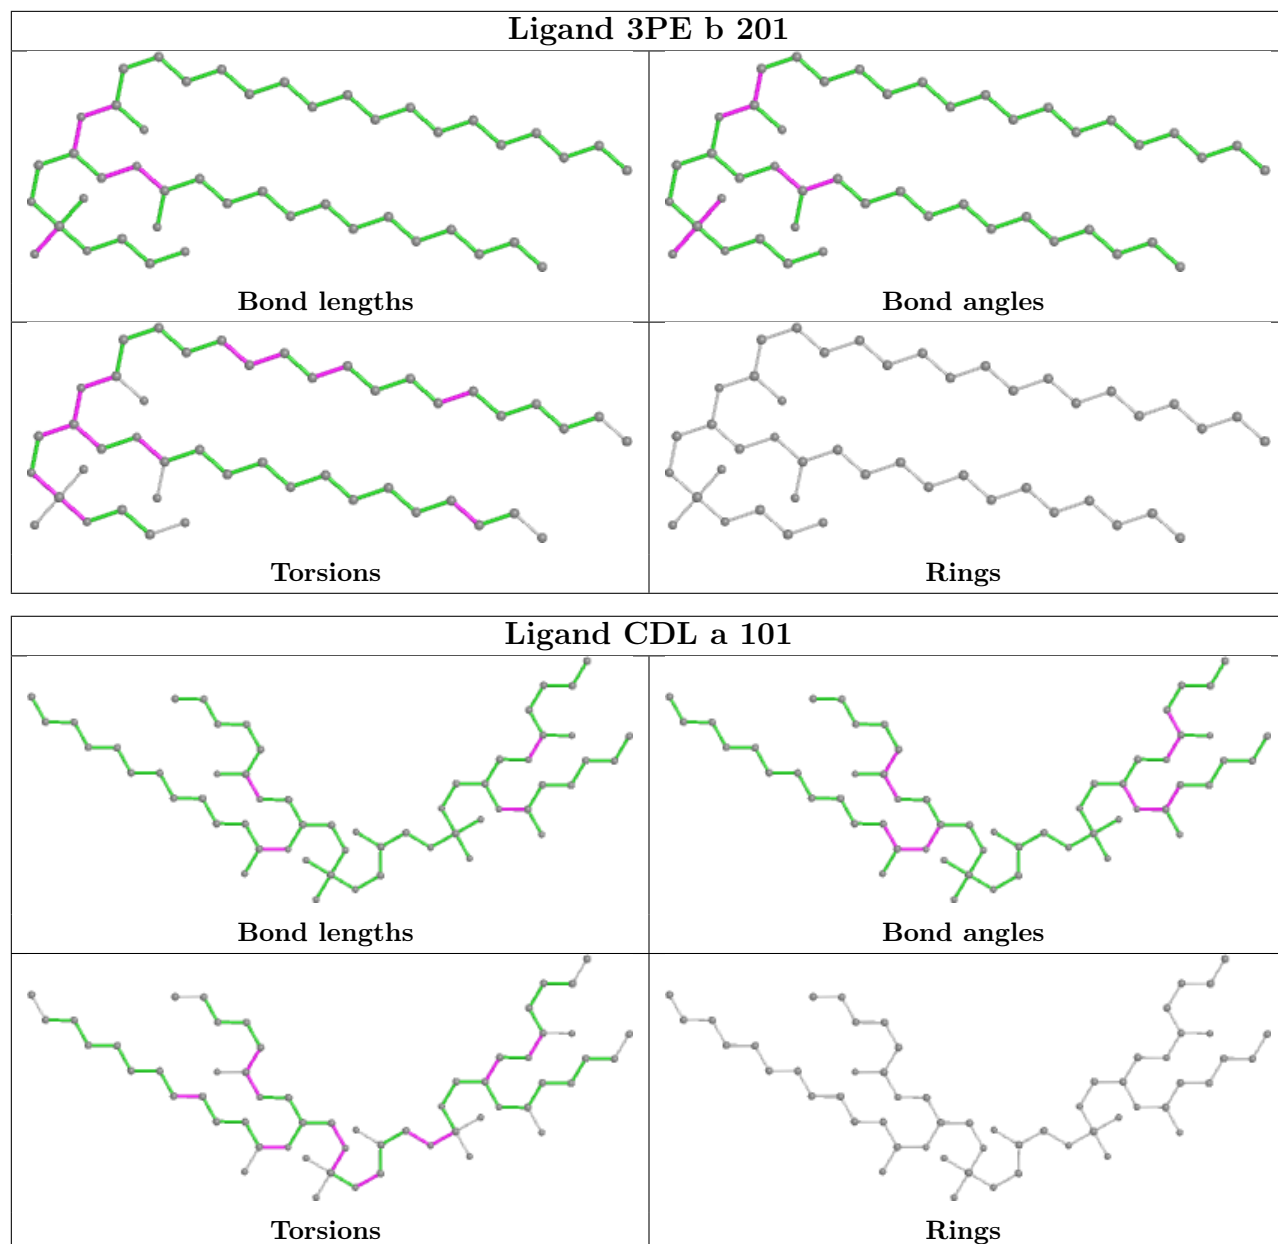 Ligand 3PE b 201
Bond lengths
Bond angles
Torsions
Rings
Ligand CDL a 101
Bond lengths
Bond angles
Torsions
Rings